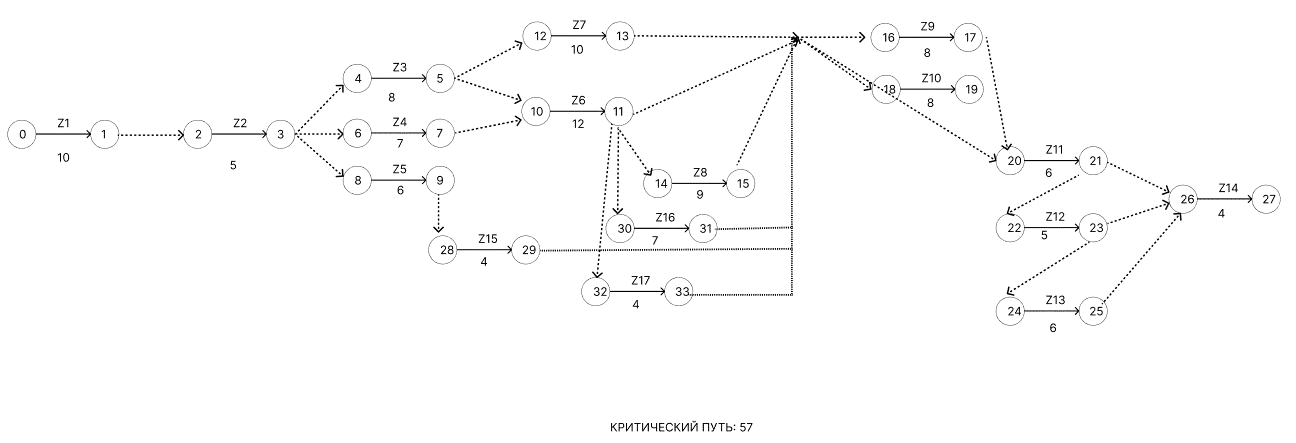 12 Z7 13
10
16 Z9 17
8
4 Z3 5
8
18 Z10 19
8
10 Z6 11
12
0 Z1 1
10
2 Z2 3
5
6 Z4 7
7
20 Z11 21
6
8 Z5 9
6
14 Z8 15
9
26 Z14 27
4
30 Z16 31
7
22 Z12 23
5
28 Z15 29
4
32 Z17 33
4
24 Z13 25
6
КРИТИЧЕСКИЙ ПУТЬ: 57